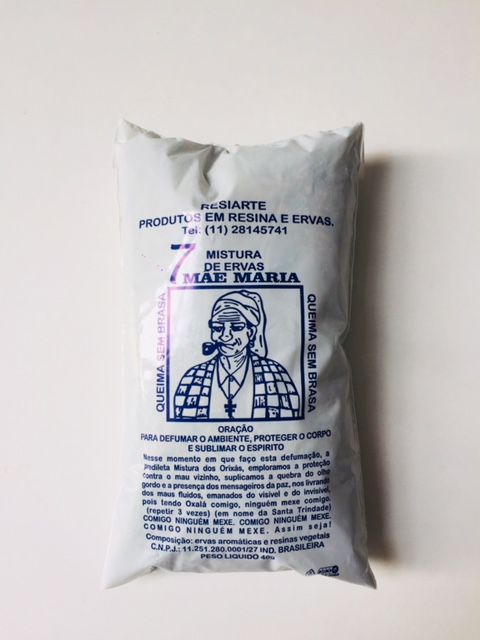 RESIARTE
PRODUTOS EM RESINA E ERVAS.
Tel: (11) 28145741
7 MISTURA
DE ERVAS
MAE MARIA
QUEIMA SEM BRASA
QUEIMA SEM BRASA
ORAÇÃO
PARA DEFUMAR O AMBIENTE, PROTEGER O CORPO
E SUBLIMAR O ESPIRITO
Nesse momento em que faço esta defumação, a
predileta Mistura dos Orixás, emploramos a proteção
contra o mau vizinho, suplicamos a quebra do olho
gordo e a presença dos mensageiros da paz, nos livrando
dos maus fluidos, emanados do visível e do invisível,
pois tendo Oxalá comigo, ninguém mexe comigo.
(repetir 3 vezes) (em nome da Santa Trindade)
COMIGO NINGUÉM MEXE. COMIGO NINGUÉM MEXE.
COMIGO NINGUÉM MEXE. Assim seja!
Composição: ervas aromáticas e resinas vegetais
C.N.P.J.: 11.251.280.0001/27 IND. BRASILEIRA
PESO LIQUIDO